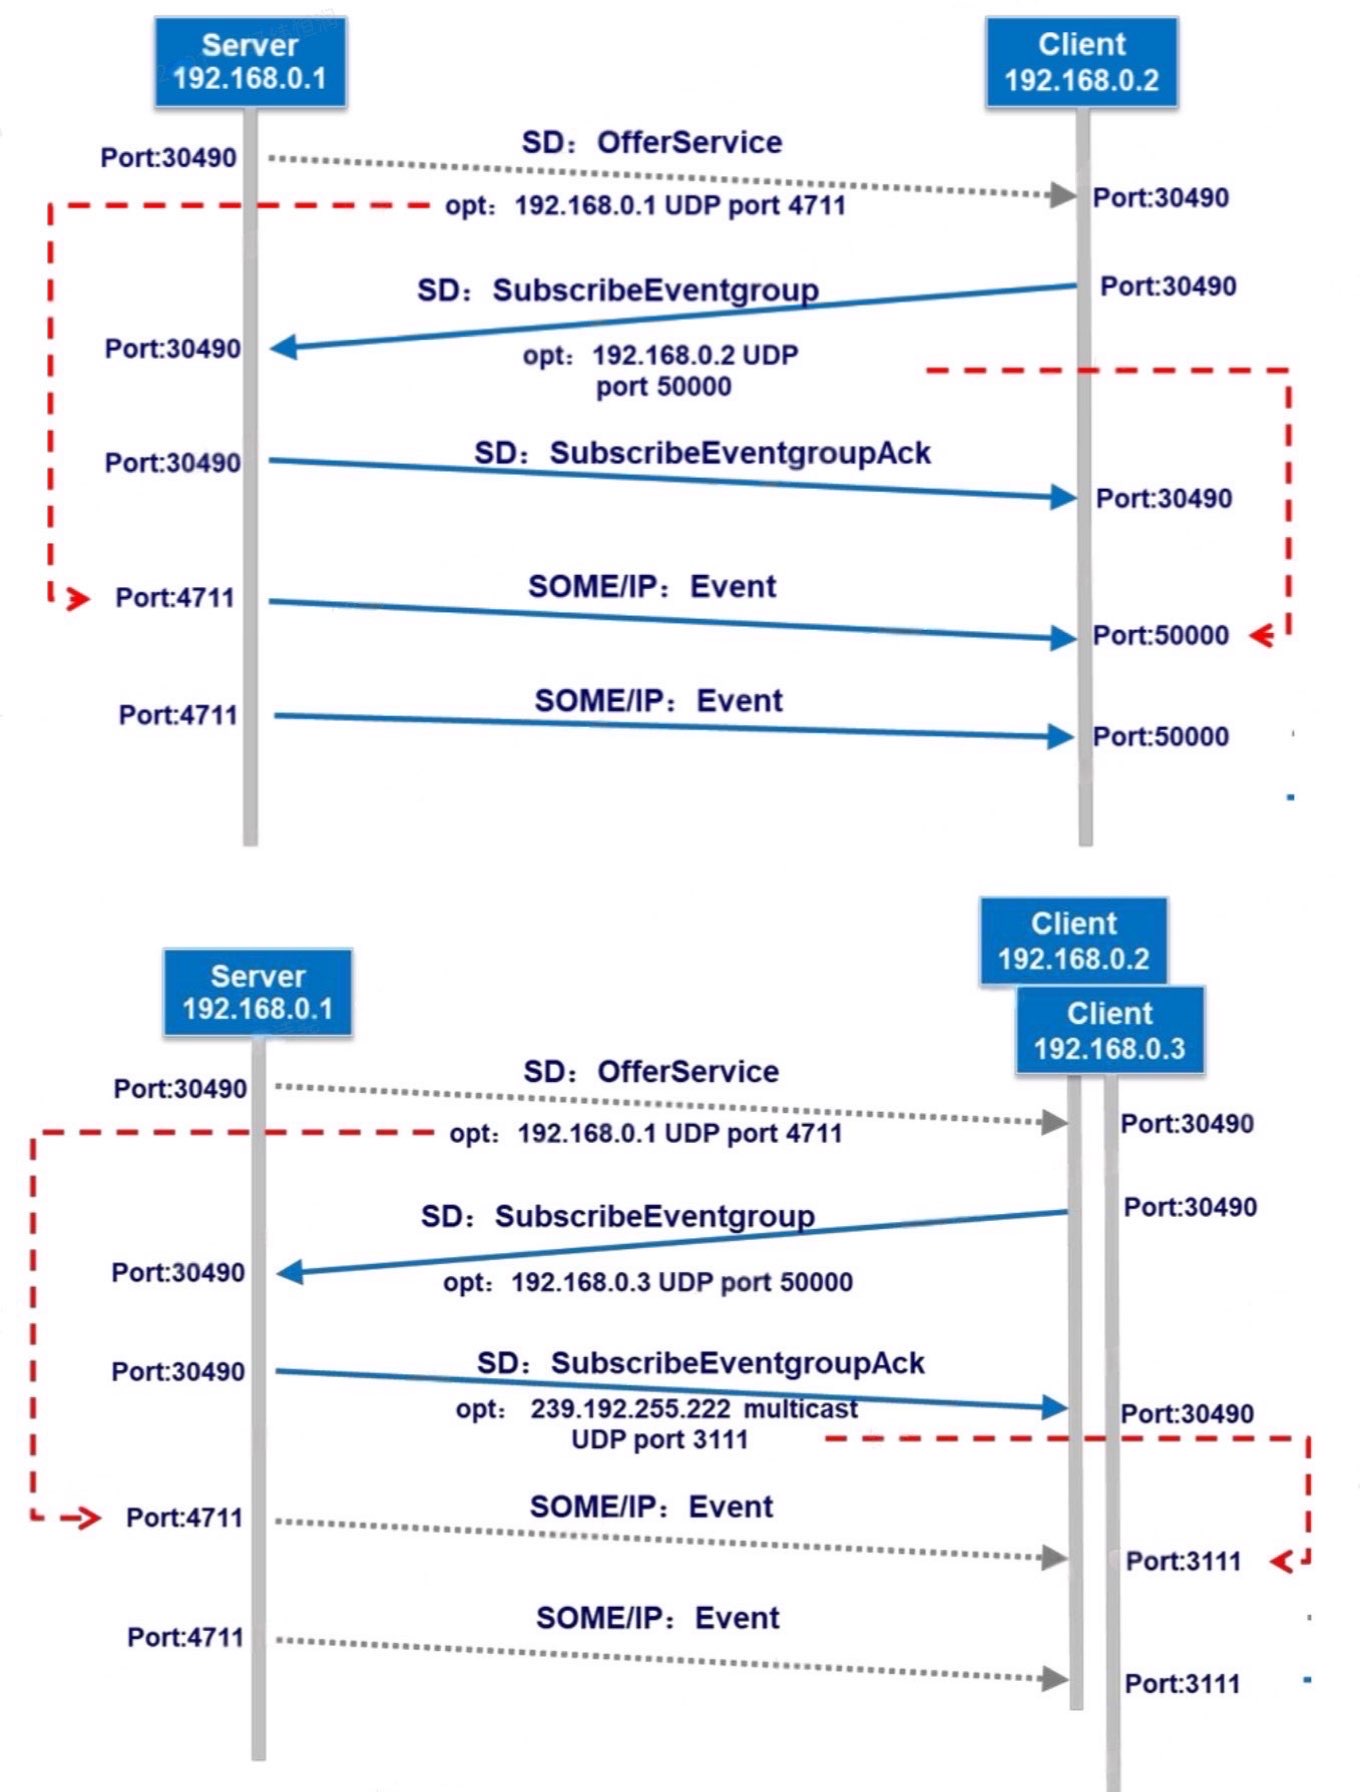 Server
192.168.0.1
Client
192.168.0.2
SD：OfferService
Port:30490
Port:30490
opt：192.168.0.1 UDP port 4711
SD：SubscribeEventgroup
Port:30490
Port:30490
opt：192.168.0.2 UDP
port 50000
SD：SubscribeEventgroupAck
Port:30490
Port:30490
SOME/IP：Event
Port:4711
Port:50000
SOME/IP：Event
Port:4711
Port:50000
Client
192.168.0.2
Server
192.168.0.1
Client
192.168.0.3
SD：OfferService
Port:30490
Port:30490
opt：192.168.0.1 UDP port 4711
SD：SubscribeEventgroup
Port:30490
Port:30490
opt：192.168.0.3 UDP port 50000
SD：SubscribeEventgroupAck
Port:30490
Port:30490
opt：239.192.255.222 multicast
UDP port 3111
SOME/IP：Event
Port:4711
Port:3111
SOME/IP：Event
Port:4711
Port:3111